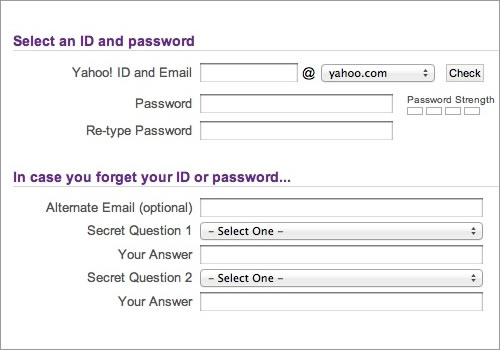 Select an ID and password
Yahoo! ID and Email @ yahoo.com Check
Password Password Strength
Re-type Password
In case you forget your ID or password...
Alternate Email (optional)
Secret Question 1 – Select One –
Your Answer
Secret Question 2 – Select One –
Your Answer